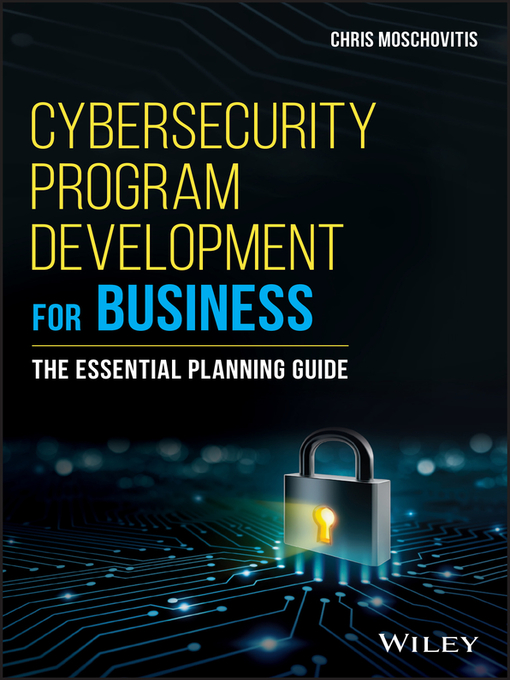 CHRIS MOSCHOVITIS
CYBERSECURITY
PROGRAM
DEVELOPMENT
FOR BUSINESS
THE ESSENTIAL PLANNING GUIDE
WILEY